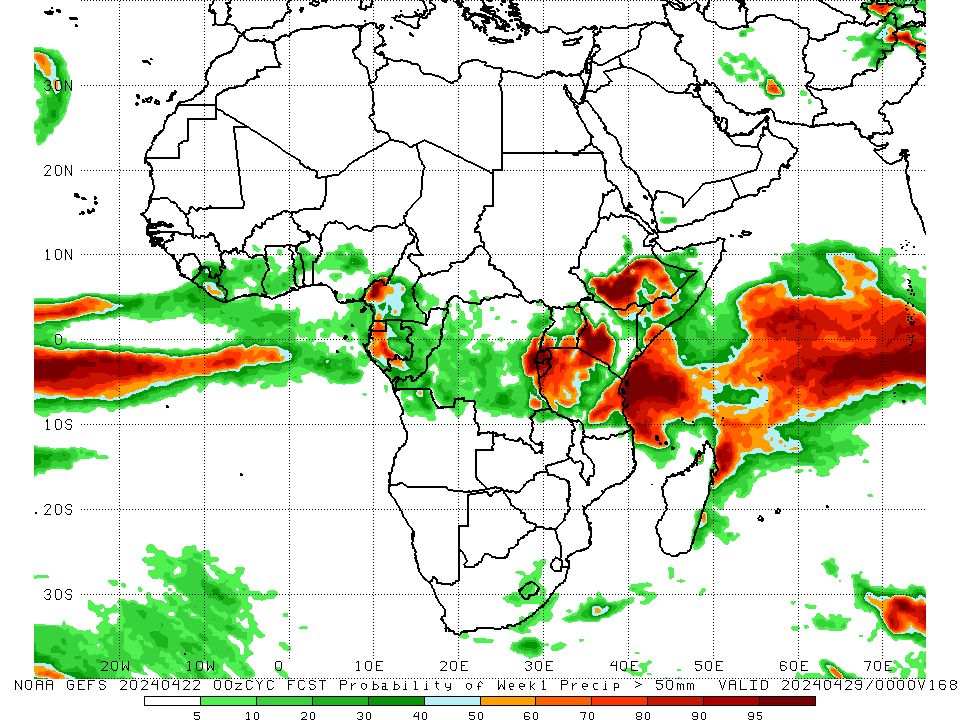 30N
20N
10N
0
10S
20S
30S
20W 10W 0 10E 20E 30E 40E 50E 60E 70E
NOAA GEFS 20240422 00zCYC FCST Probability of Week1 Precip > 50mm VALID 20240429/0000V168
5 10 20 30 40 50 60 70 80 90 95